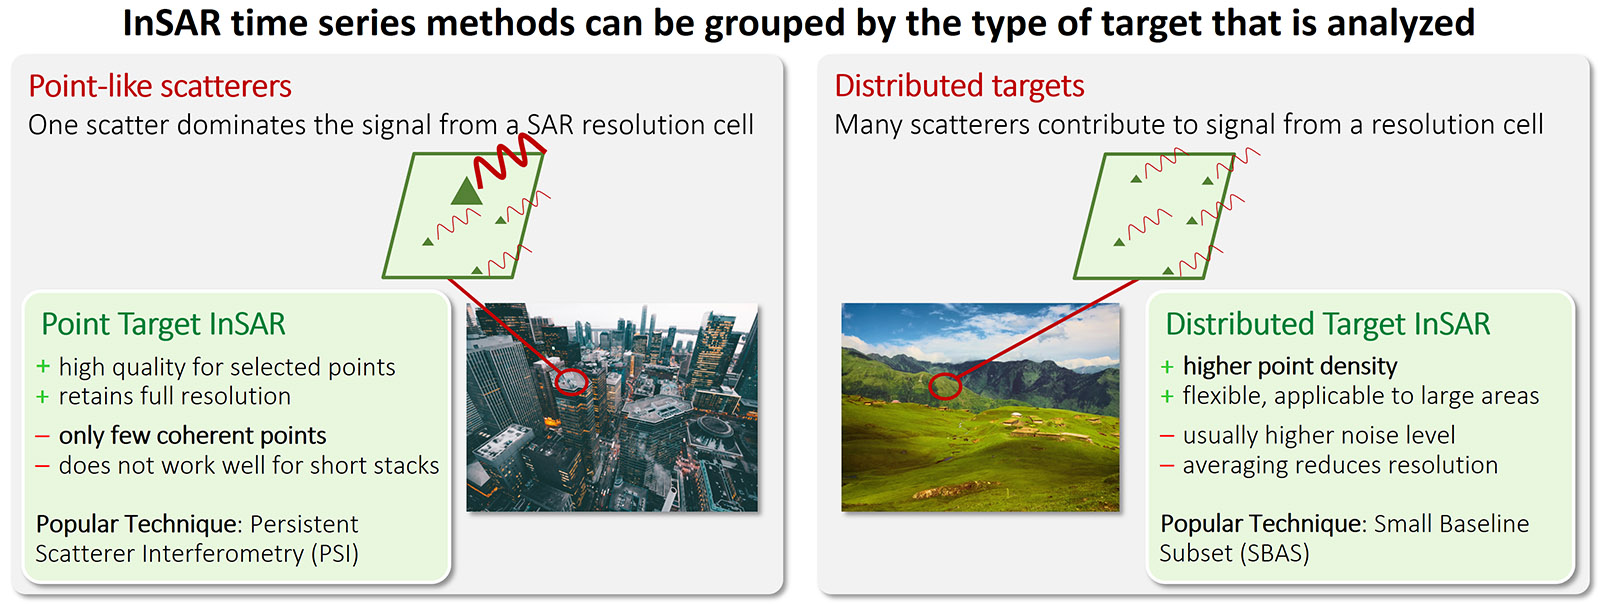 InSAR time series methods can be grouped by the type of target that is analyzed
Point-like scatterers
One scatter dominates the signal from a SAR resolution cell
Point Target InSAR
+ high quality for selected points
+ retains full resolution
– only few coherent points
– does not work well for short stacks
Popular Technique: Persistent
Scatterer Interferometry (PSI)
Distributed targets
Many scatterers contribute to signal from a resolution cell
Distributed Target InSAR
+ higher point density
+ flexible, applicable to large areas
– usually higher noise level
– averaging reduces resolution
Popular Technique: Small Baseline
Subset (SBAS)